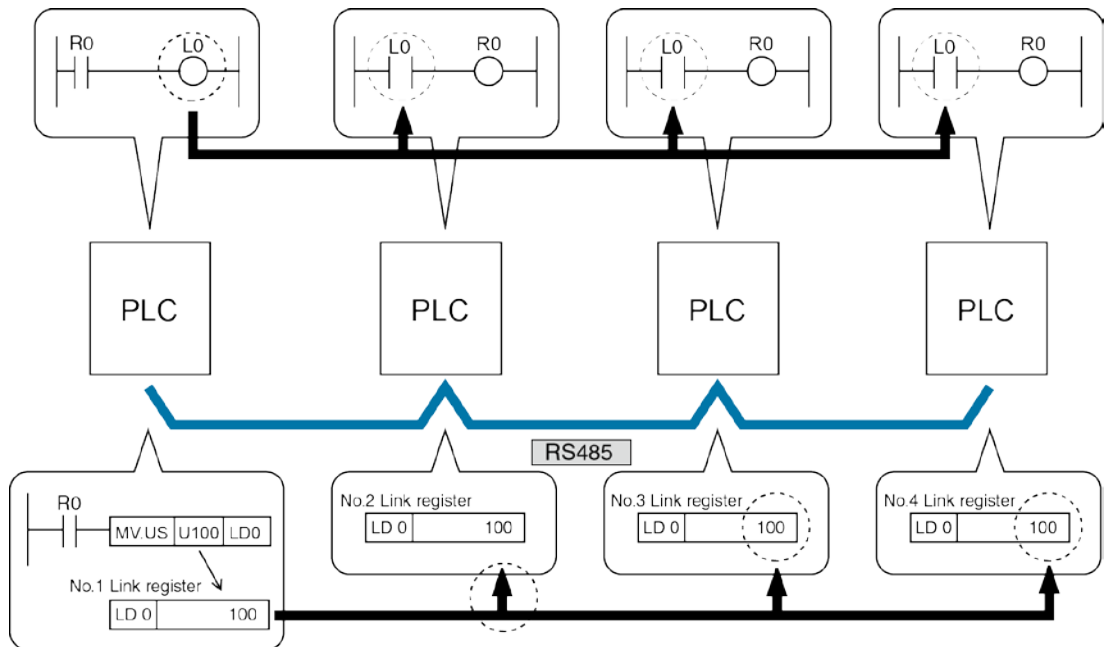 R0 L0
L0 R0
L0 R0
L0 R0
PLC
PLC
PLC
PLC
RS485
R0
MV.US U100 LD0
No.1 Link register
LD 0 100
No.2 Link register
LD 0 100
No.3 Link register
LD 0 100
No.4 Link register
LD 0 100